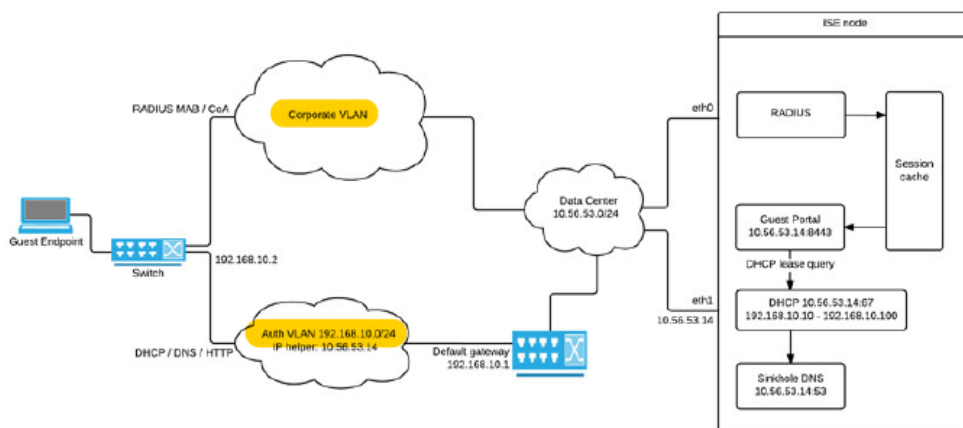 ISE node
RADIUS MAB / CoA
Corporate VLAN
eth0
RADIUS
Session
cache
Data Center
10.56.53.0/24
Guest Portal
10.56.53.14:8443
Guest Endpoint
Switch
192.168.10.2
DHCP lease query
eth1
10.56.53.14
DHCP 10.56.53.14:67
192.168.10.10 - 192.168.10.100
Auth VLAN 192.168.10.0/24
IP helper: 10.56.53.14
DHCP / DNS / HTTP
Default gateway
192.168.10.1
Sinkhole DNS
10.56.53.14:53